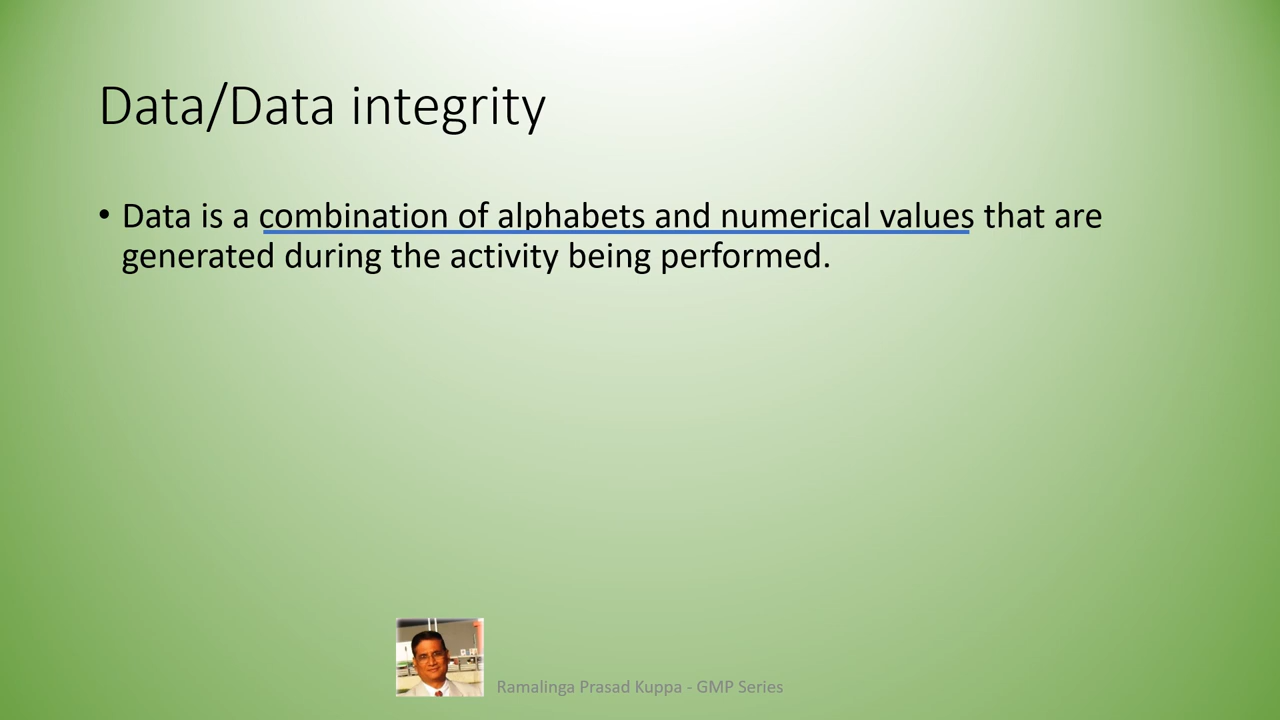 Data/Data integrity
• Data is a combination of alphabets and numerical values that are
generated during the activity being performed.
Ramalinga Prasad Kuppa - GMP Series